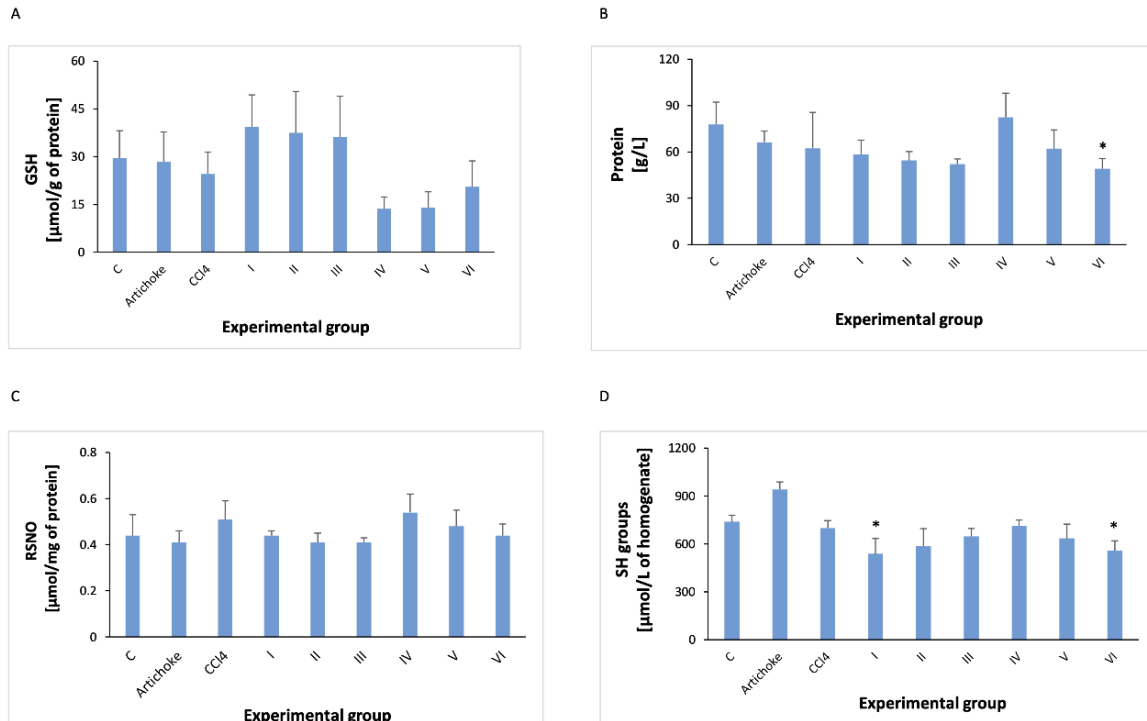 A
GSH
[µmol/g of protein]
60
45
30
15
0
C
Artichoke
CCl4
I
II
III
IV
V
VI
Experimental group
B
Protein
[g/L]
120
90
60
30
0
*
C
Artichoke
CCl4
I
II
III
IV
V
VI
Experimental group
C
RSNO
[µmol/mg of protein]
0.8
0.6
0.4
0.2
0
C
Artichoke
CCl4
I
II
III
IV
V
VI
Experimental group
D
SH groups
[µmol/L of homogenate]
1200
900
600
300
0
*
*
C
Artichoke
CCl4
I
II
III
IV
V
VI
Experimental group